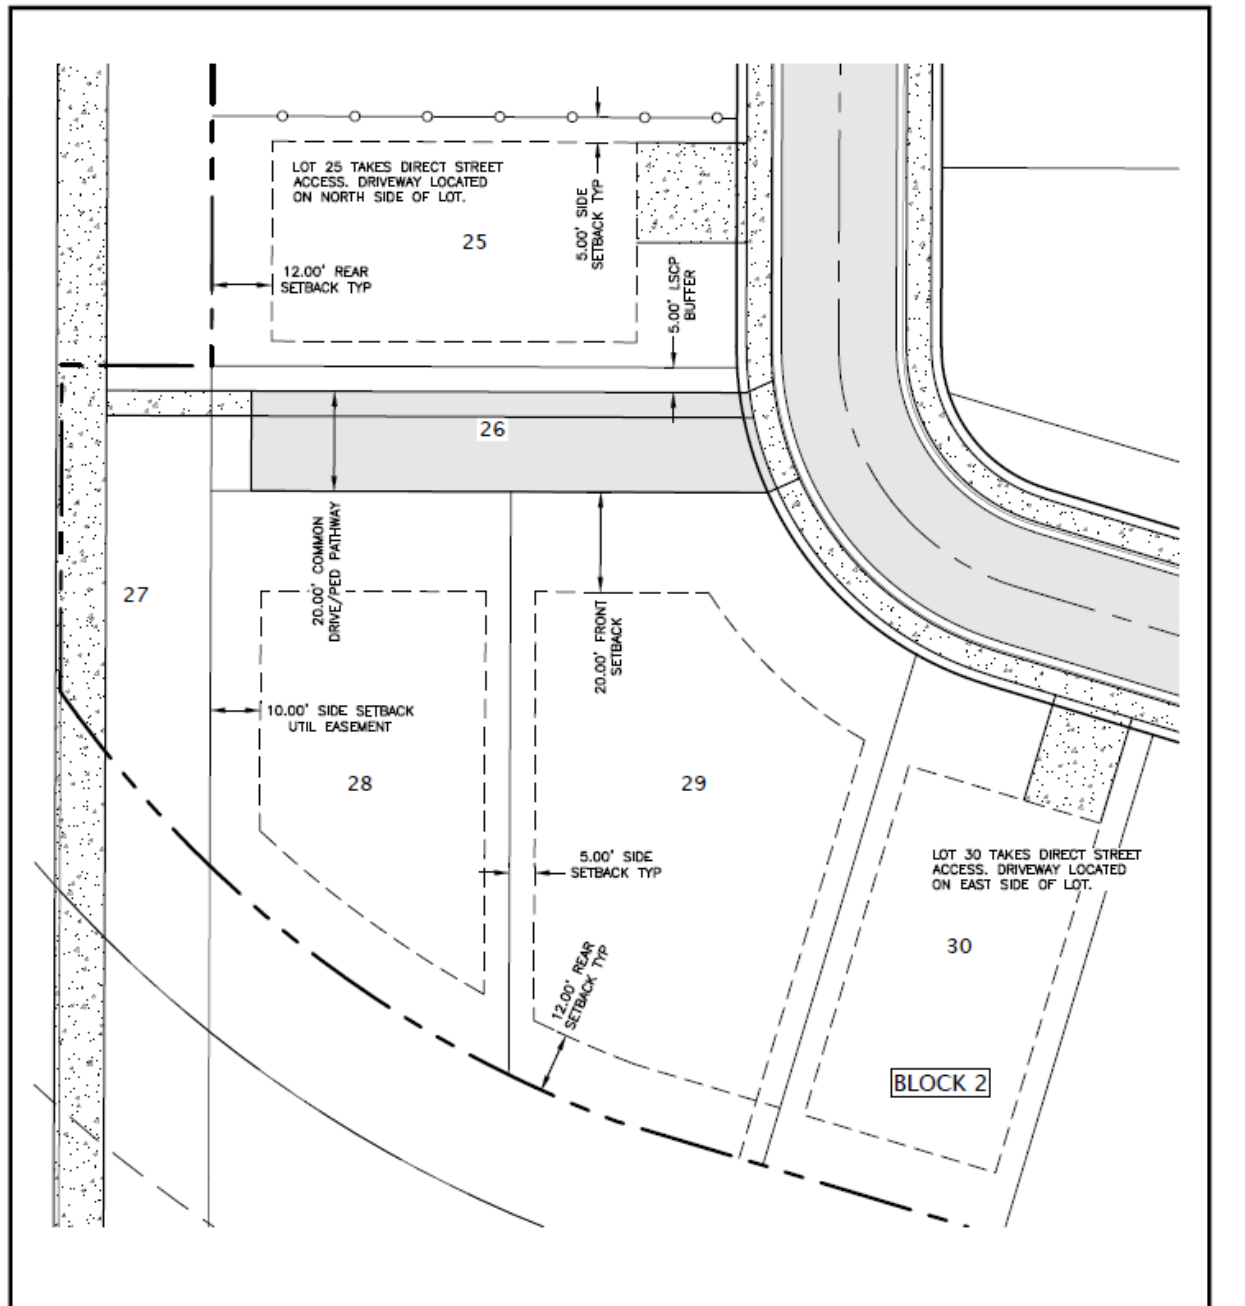 LOT 25 TAKES DIRECT STREET
ACCESS. DRIVEWAY LOCATED
ON NORTH SIDE OF LOT.
5.00' SIDE
SETBACK TYP
25
12.00' REAR
SETBACK TYP
5.00' LSCP
BUFFER
26
20.00' COMMON
DRIVE/PED PATHWAY
27
20.00' FRONT
SETBACK
10.00' SIDE SETBACK
UTIL EASEMENT
28
29
5.00' SIDE
SETBACK TYP
LOT 30 TAKES DIRECT STREET
ACCESS. DRIVEWAY LOCATED
ON EAST SIDE OF LOT.
30
12.00' REAR
SETBACK TYP
BLOCK 2